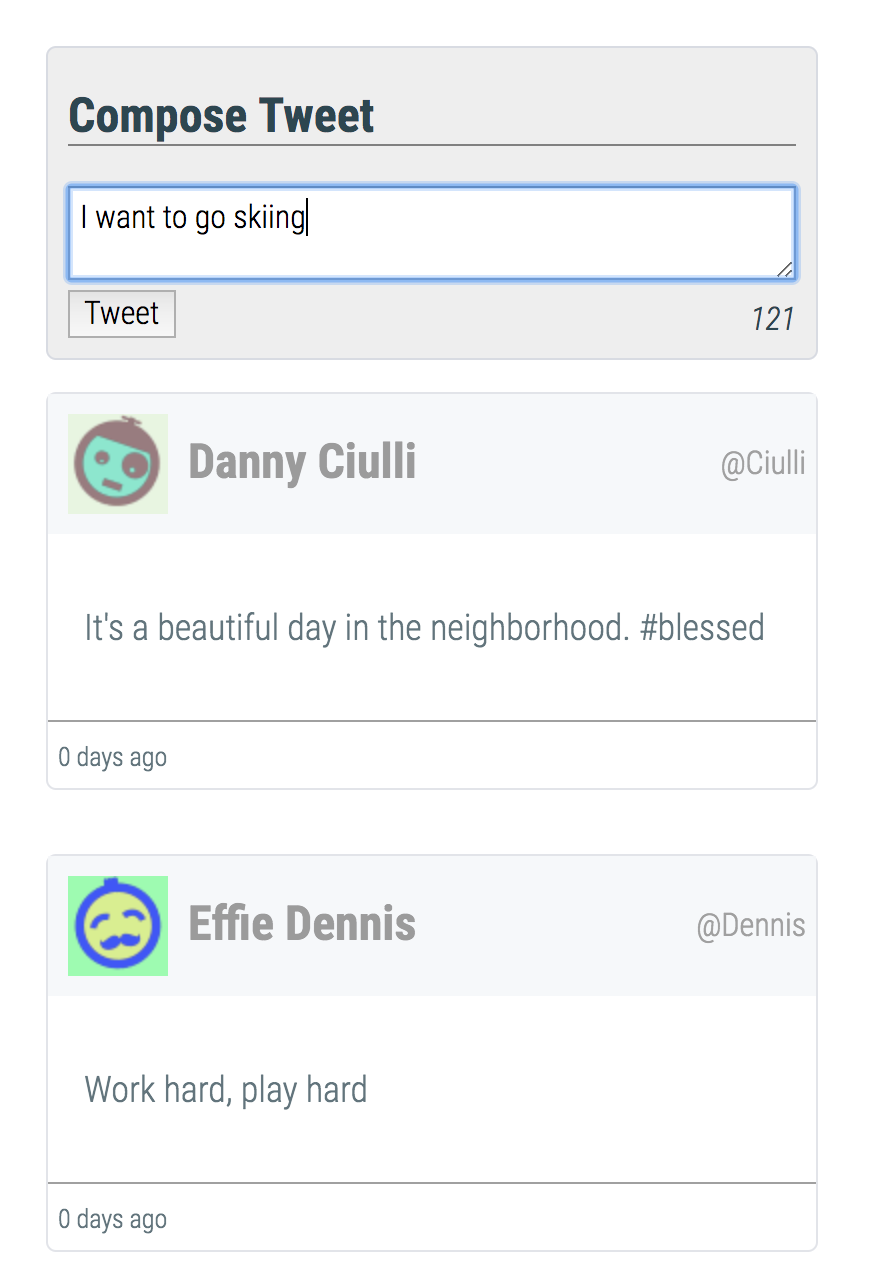 Compose Tweet
I want to go skiing
Tweet
121
Danny Ciulli
@Ciulli
It's a beautiful day in the neighborhood. #blessed
0 days ago
Effie Dennis
@Dennis
Work hard, play hard
0 days ago